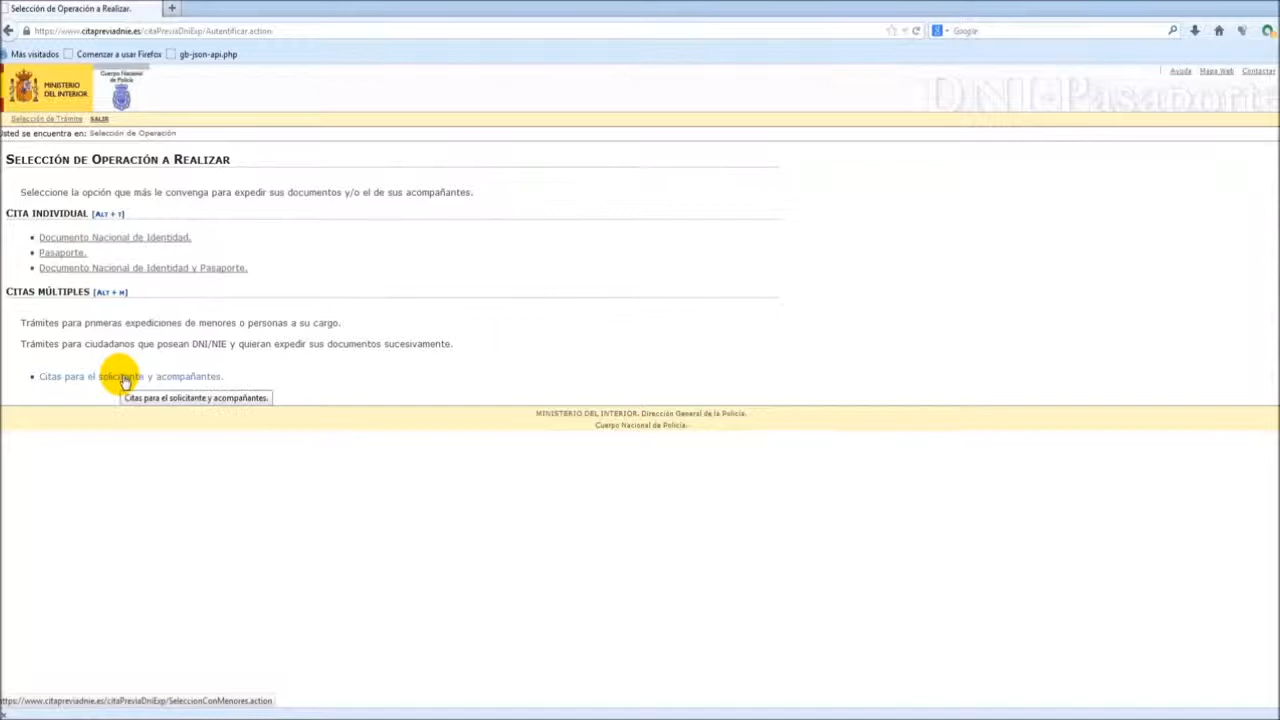 Selección de Operación a Realizar.
https://www.citapreviadnie.es/citaPreviaDniExp/Autentificar.action
Google
Más visitados
Comenzar a usar Firefox
gb-json-api.php
MINISTERIO
DEL INTERIOR
Cuerpo Nacional
de Policía
Ayuda Mapa Web Contactar
DNI-Pasaporte
Selección de Trámite SALIR
Usted se encuentra en: Selección de Operación
SELECCIÓN DE OPERACIÓN A REALIZAR
Seleccione la opción que más le convenga para expedir sus documentos y/o el de sus acompañantes.
CITA INDIVIDUAL [ALT + T]
Documento Nacional de Identidad.
Pasaporte.
Documento Nacional de Identidad y Pasaporte.
CITAS MÚLTIPLES [ALT + M]
Trámites para primeras expediciones de menores o personas a su cargo.
Trámites para ciudadanos que posean DNI/NIE y quieran expedir sus documentos sucesivamente.
Citas para el solicitante y acompañantes.
Citas para el solicitante y acompañantes.
MINISTERIO DEL INTERIOR. Dirección General de la Policía.
Cuerpo Nacional de Policía.
https://www.citapreviadnie.es/citaPreviaDniExp/SeleccionConMenores.action